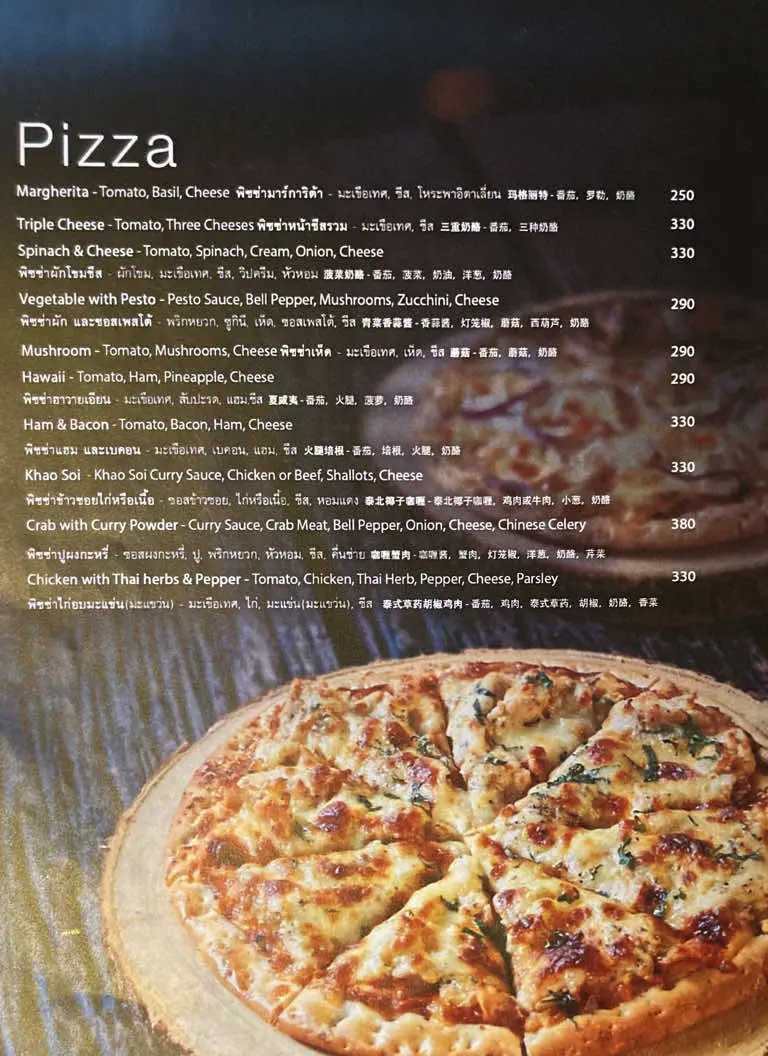 Pizza
Margherita - Tomato, Basil, Cheese พิซซ่ามาร์การิต้า - มะเขือเทศ, ชีส, โหระพาอิตาเลี่ยน 玛格丽特 - 番茄, 罗勒, 奶酪 250
Triple Cheese - Tomato, Three Cheeses พิซซ่าหน้าชีสรวม - มะเขือเทศ, ชีส 三重奶酪 - 番茄, 三种奶酪 330
Spinach & Cheese - Tomato, Spinach, Cream, Onion, Cheese 330
พิซซ่าผักโขมชีส - ผักโขม, มะเขือเทศ, ชีส, วิปครีม, หัวหอม 菠菜奶酪 - 番茄, 菠菜, 奶油, 洋葱, 奶酪
Vegetable with Pesto - Pesto Sauce, Bell Pepper, Mushrooms, Zucchini, Cheese 290
พิซซ่าผัก และซอสเพสโต้ - พริกหยวก, ซูกินี, เห็ด, ซอสเพสโต้, ชีส 青菜香蒜酱 - 香蒜酱, 灯笼椒, 蘑菇, 西葫芦, 奶酪
Mushroom - Tomato, Mushrooms, Cheese พิซซ่าเห็ด - มะเขือเทศ, เห็ด, ชีส 蘑菇 - 番茄, 蘑菇, 奶酪 290
Hawaii - Tomato, Ham, Pineapple, Cheese 290
พิซซ่าฮาวายเอียน - มะเขือเทศ, สับปะรด, แฮม,ชีส 夏威夷 - 番茄, 火腿, 菠萝, 奶酪
Ham & Bacon - Tomato, Bacon, Ham, Cheese 330
พิซซ่าแฮม และเบคอน - มะเขือเทศ, เบคอน, แฮม, ชีส 火腿培根 - 番茄, 培根, 火腿, 奶酪
Khao Soi - Khao Soi Curry Sauce, Chicken or Beef, Shallots, Cheese 330
พิซซ่าข้าวซอยไก่หรือเนื้อ - ซอสข้าวซอย, ไก่หรือเนื้อ, ชีส, หอมแดง 泰北椰子咖喱 - 泰北椰子咖喱, 鸡肉或牛肉, 小葱, 奶酪
Crab with Curry Powder - Curry Sauce, Crab Meat, Bell Pepper, Onion, Cheese, Chinese Celery 380
พิซซ่าปูผงกะหรี่ - ซอสผงกะหรี่, ปู, พริกหยวก, หัวหอม, ชีส, คื่นช่าย 咖喱蟹肉 - 咖喱酱, 蟹肉, 灯笼椒, 洋葱, 奶酪, 芹菜
Chicken with Thai herbs & Pepper - Tomato, Chicken, Thai Herb, Pepper, Cheese, Parsley 330
พิซซ่าไก่อบมะแข่น(มะแขว่น) - มะเขือเทศ, ไก่, มะแข่น(มะแขว่น), ชีส 泰式草药胡椒鸡肉 - 番茄, 鸡肉, 泰式草药, 胡椒, 奶酪, 香菜